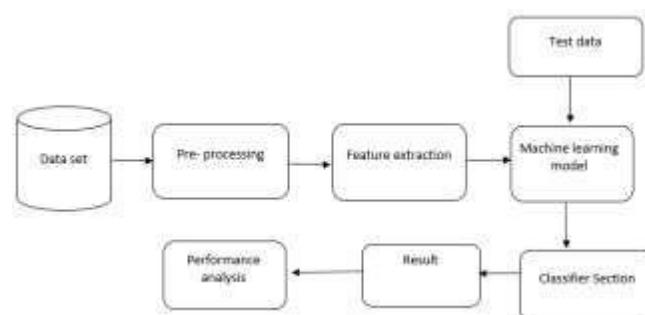 Test data
Data set
Pre- processing
Feature extraction
Machine learning
model
Performance
analysis
Result
Classifier Section